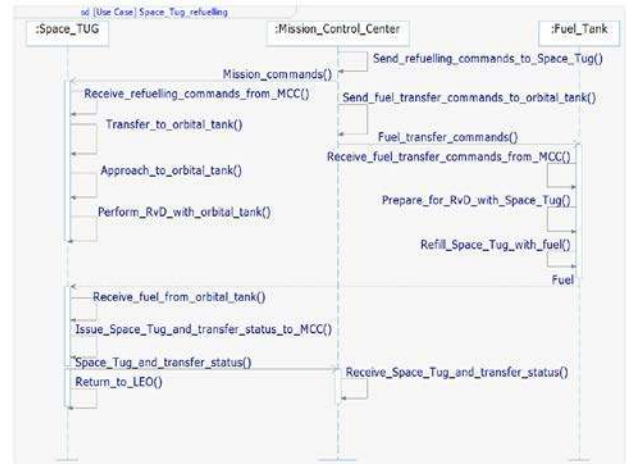 sd [Use Case] Space_Tug_refuelling
:Space_TUG
:Mission_Control_Center
:Fuel_Tank
Send_refuelling_commands_to_Space_Tug()
Mission_commands()
Receive_refuelling_commands_from_MCC()
Send_fuel_transfer_commands_to_orbital_tank()
Transfer_to_orbital_tank()
Fuel_transfer_commands()
Receive_fuel_transfer_commands_from_MCC()
Approach_to_orbital_tank()
Prepare_for_RvD_with_Space_Tug()
Perform_RvD_with_orbital_tank()
Refill_Space_Tug_with_fuel()
Fuel
Receive_fuel_from_orbital_tank()
Issue_Space_Tug_and_transfer_status_to_MCC()
Space_Tug_and_transfer_status()
Receive_Space_Tug_and_transfer_status()
Return_to_LEO()